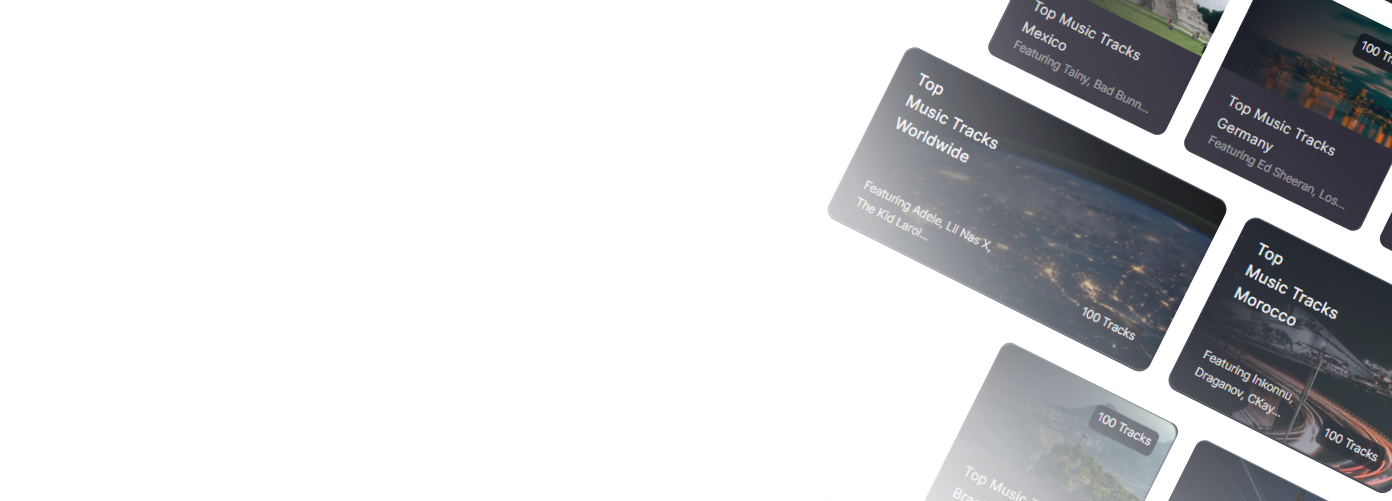 Top Music Tracks
Mexico
Featuring Tainy, Bad Bunn...
100 Tr
Top Music Tracks
Germany
Featuring Ed Sheeran, Los...
Top
Music Tracks
Worldwide
Featuring Adele, Lil Nas X,
The Kid Laroi...
100 Tracks
Top
Music Tracks
Morocco
Featuring Inkonnu,
Draganov, CKay...
100 Tracks
100 Tracks
Top Music T